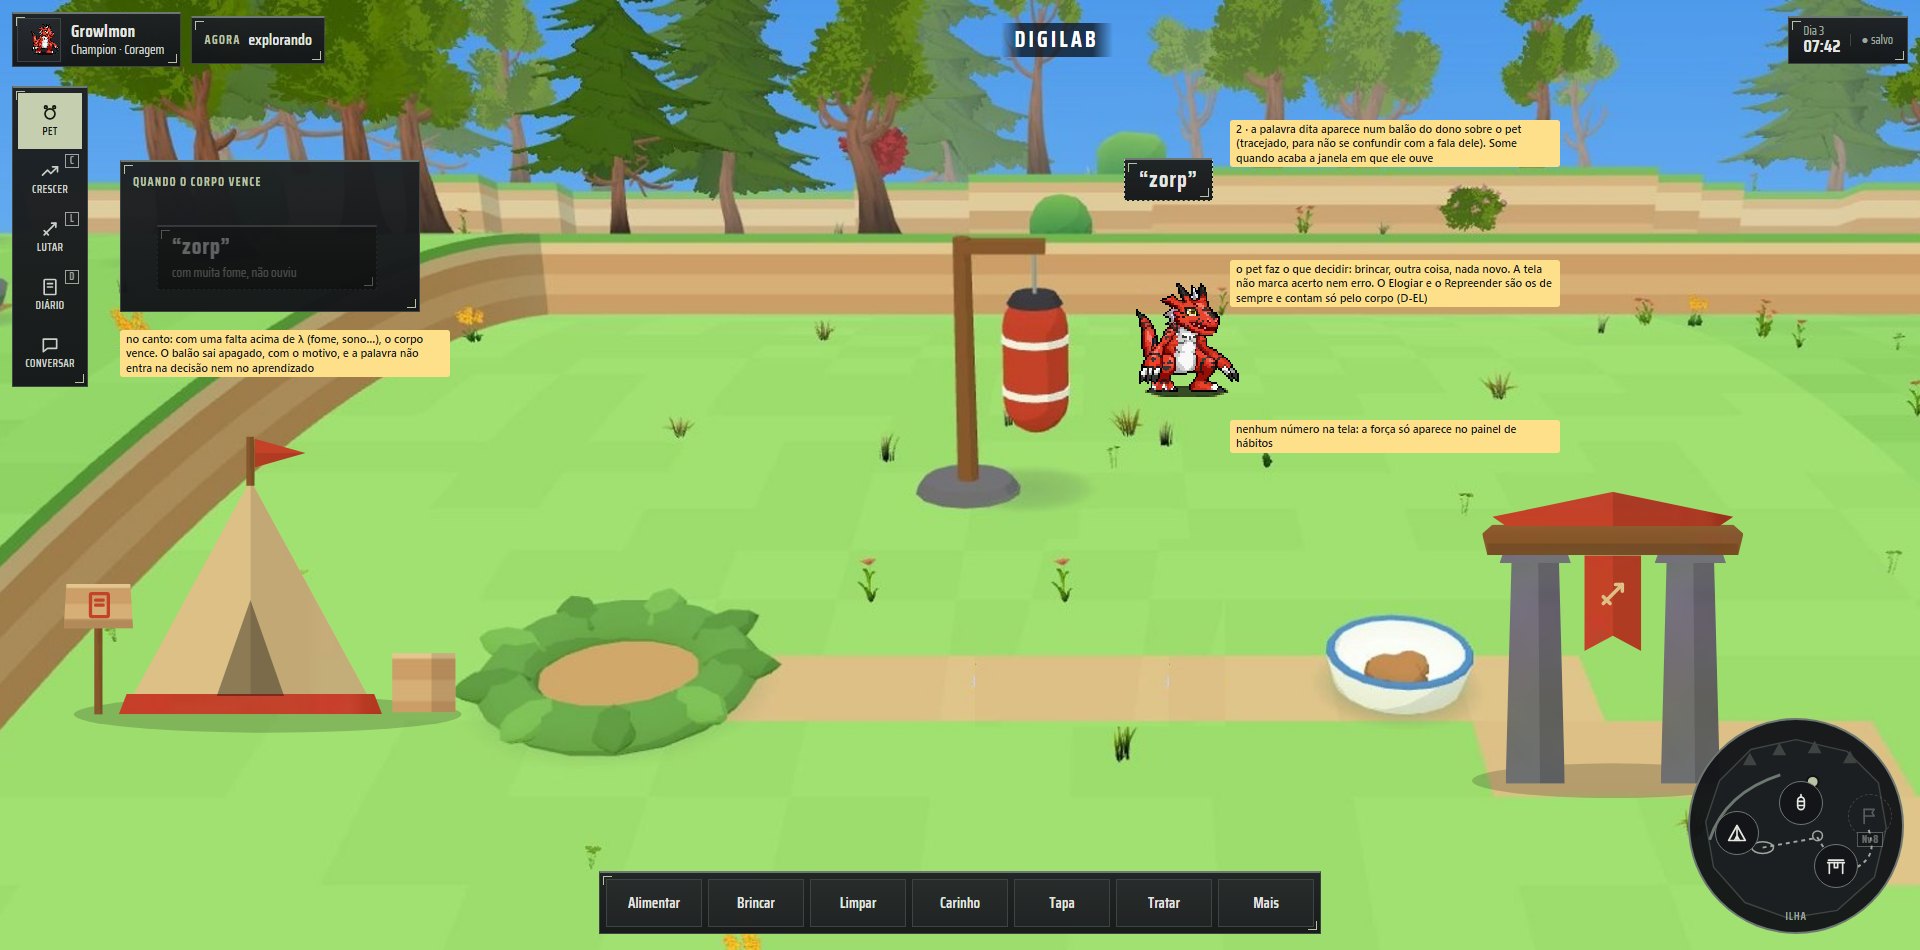 Growlmon
Champion · Coragem
AGORA explorando
DIGILAB
Dia 3
07:42
salvo
PET
C
CRESCER
L
LUTAR
D
DIÁRIO
CONVERSAR
QUANDO O CORPO VENCE
“zorp”
com muita fome, não ouviu
no canto: com uma falta acima de λ (fome, sono...), o corpo
vence. O balão sai apagado, com o motivo, e a palavra não
entra na decisão nem no aprendizado
“zorp”
2 · a palavra dita aparece num balão do dono sobre o pet
(tracejado, para não se confundir com a fala dele). Some
quando acaba a janela em que ele ouve
o pet faz o que decidir: brincar, outra coisa, nada novo. A tela
não marca acerto nem erro. O Elogiar e o Repreender são os de
sempre e contam só pelo corpo (D-EL)
nenhum número na tela: a força só aparece no painel de
hábitos
Nv8
ILHA
Alimentar
Brincar
Limpar
Carinho
Tapa
Tratar
Mais